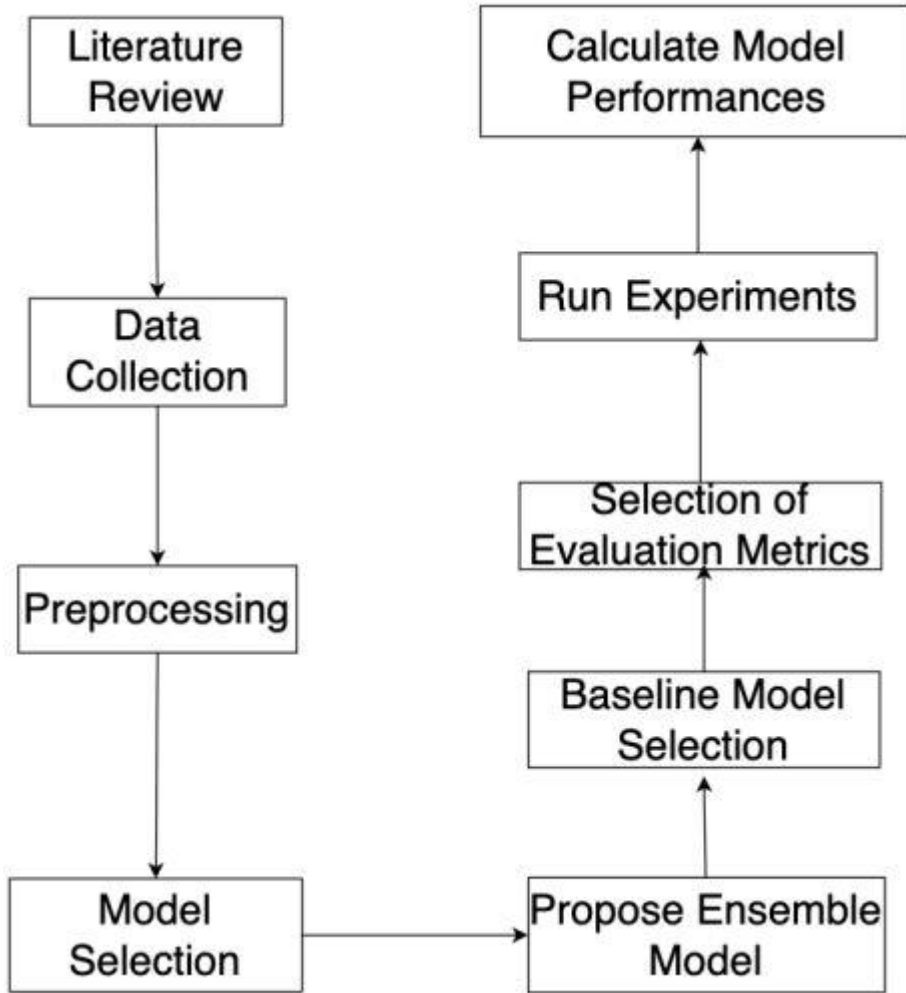 Literature
Review
Data
Collection
Preprocessing
Model
Selection
Propose Ensemble
Model
Baseline Model
Selection
Selection of
Evaluation Metrics
Run Experiments
Calculate Model
Performances